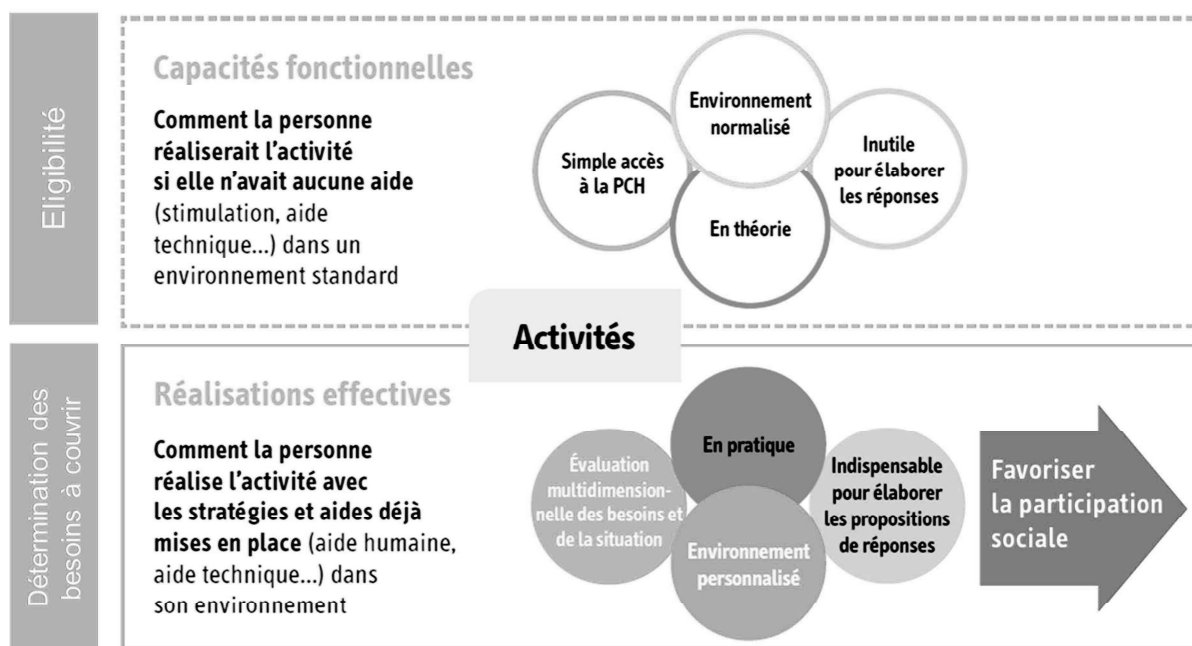 Eligibilité
Capacités fonctionnelles
Comment la personne
réaliserait l’activité
si elle n’avait aucune aide
(stimulation, aide
technique...) dans un
environnement standard
Simple accès
à la PCH
Environnement
normalisé
En théorie
Inutile
pour élaborer
les réponses
Activités
Détermination des
besoins à couvrir
Réalisations effectives
Comment la personne
réalise l’activité avec
les stratégies et aides déjà
mises en place (aide humaine,
aide technique...) dans
son environnement
Évaluation
multidimension-
nelle des besoins et
de la situation
En pratique
Environnement
personnalisé
Indispensable
pour élaborer
les propositions
de réponses
Favoriser
la participation
sociale